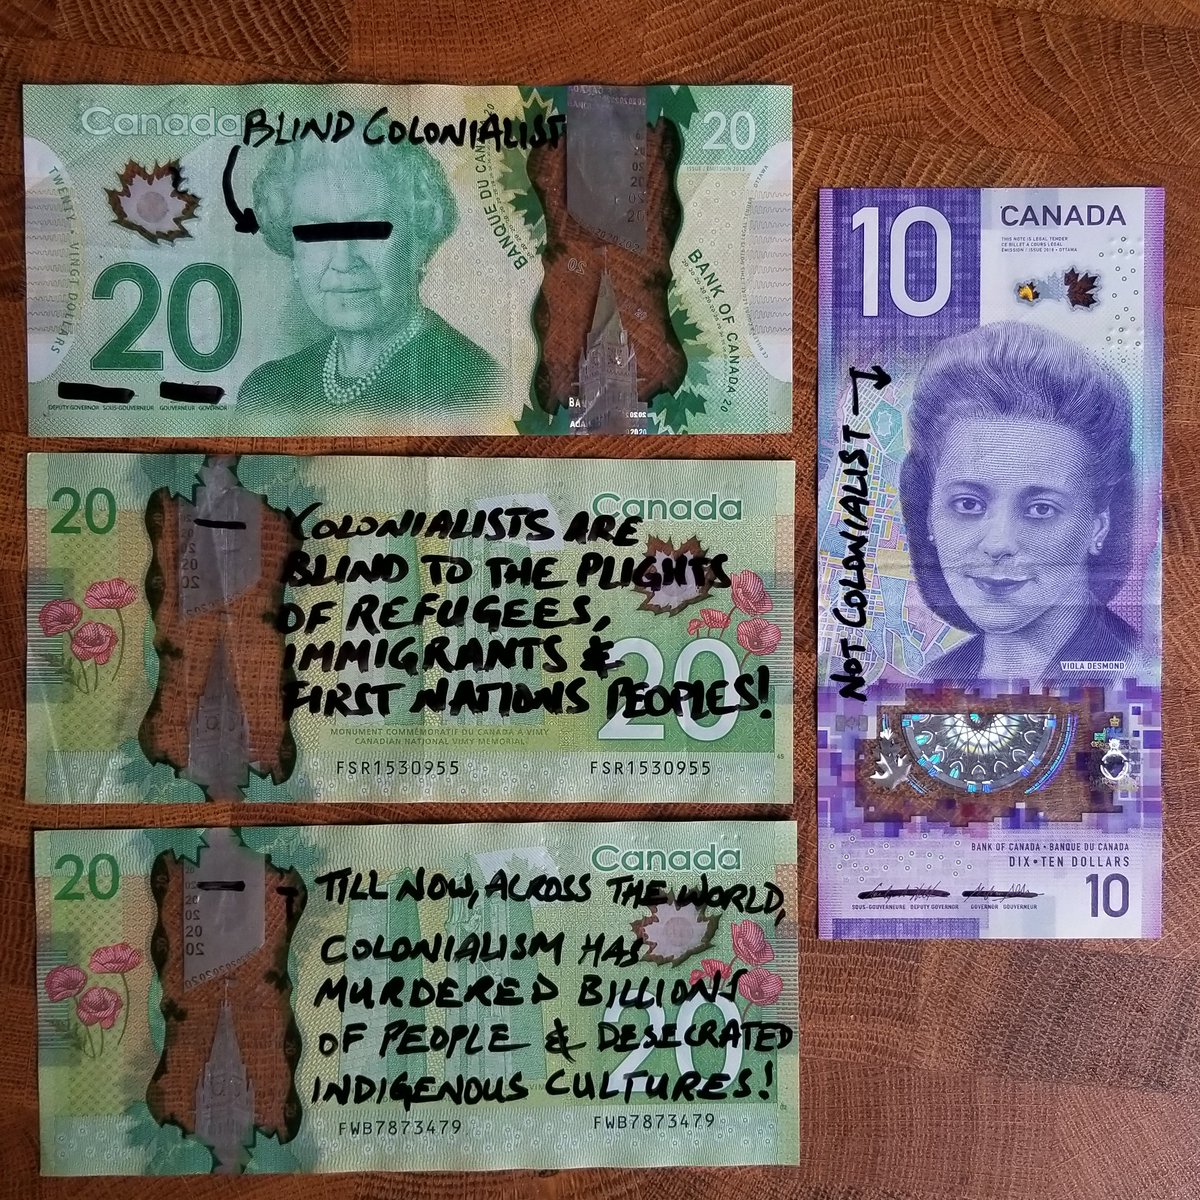 Canada
BLIND COLONIALIST
20
ISSUE / ÉMISSION 2012
OTTAWA
TWENTY • VINGT DOLLARS
BANQUE DU CANADA
BANK OF CANADA
20
DEPUTY GOVERNOR SOUS-GOUVERNEUR GOUVERNEUR GOVERNOR
20
Canada
COLONIALISTS ARE
BLIND TO THE PLIGHTS
OF REFUGEES,
IMMIGRANTS &
FIRST NATIONS PEOPLES!
20
MONUMENT COMMÉMORATIF DU CANADA À VIMY
CANADIAN NATIONAL VIMY MEMORIAL
FSR1530955 FSR1530955
20
Canada
- TILL NOW, ACROSS THE WORLD,
COLONIALISM HAS
MURDERED BILLIONS
OF PEOPLE & DESECRATED
INDIGENOUS CULTURES!
20
FWB7873479 FWB7873479
10
CANADA
THIS NOTE IS LEGAL TENDER
CE BILLET A COURS LÉGAL
ÉMISSION / ISSUE 2018 • OTTAWA
NOT COLONIALIST →
VIOLA DESMOND
BANK OF CANADA • BANQUE DU CANADA
DIX • TEN DOLLARS
10
SOUS-GOUVERNEURE DEPUTY GOVERNOR GOVERNOR GOUVERNEUR